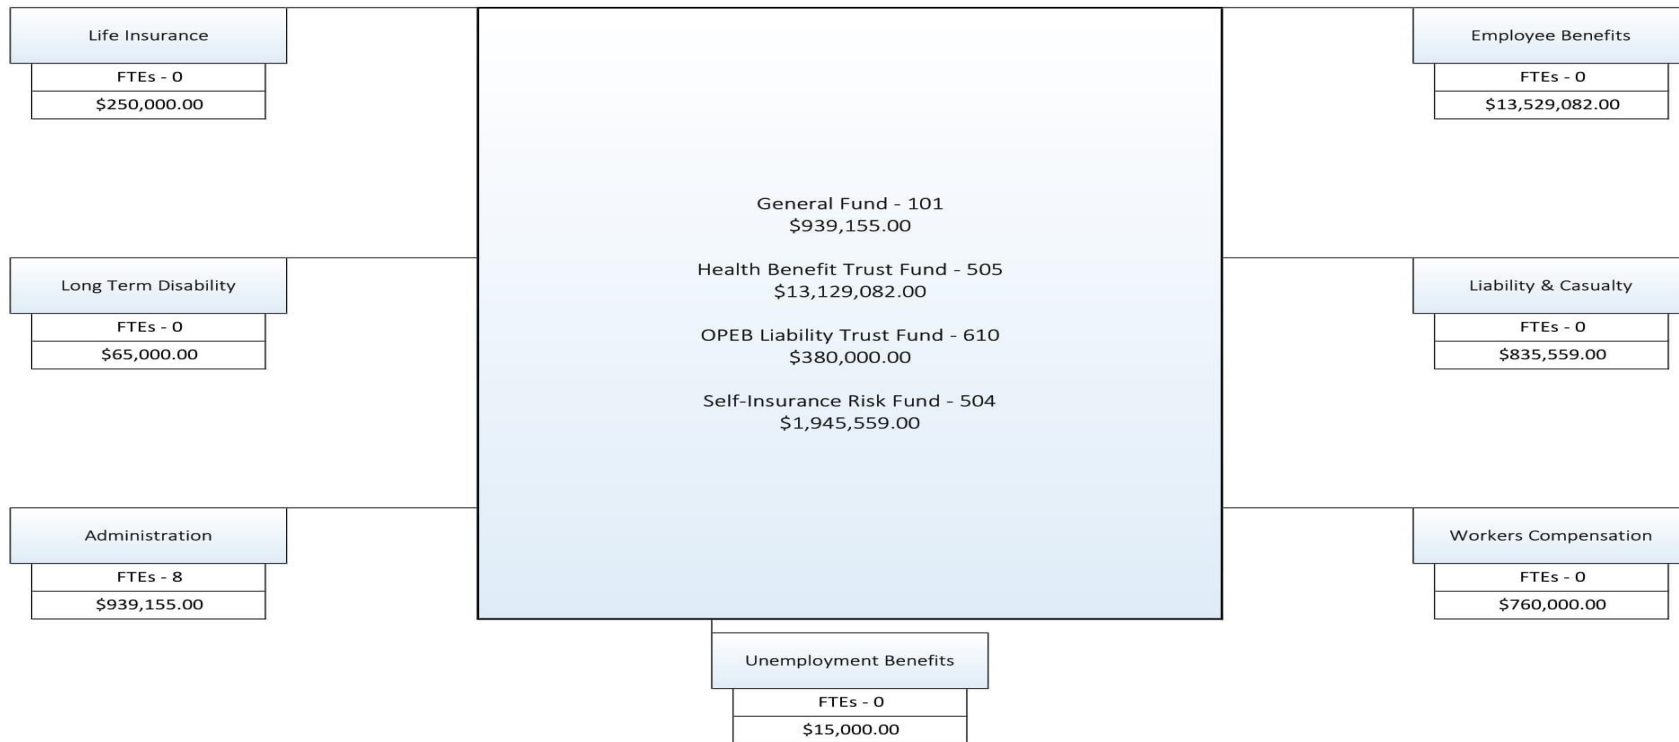 Life Insurance
FTEs - 0
$250,000.00
Long Term Disability
FTEs - 0
$65,000.00
Administration
FTEs - 8
$939,155.00
General Fund - 101
$939,155.00
Health Benefit Trust Fund - 505
$13,129,082.00
OPEB Liability Trust Fund - 610
$380,000.00
Self-Insurance Risk Fund - 504
$1,945,559.00
Unemployment Benefits
FTEs - 0
$15,000.00
Employee Benefits
FTEs - 0
$13,529,082.00
Liability & Casualty
FTEs - 0
$835,559.00
Workers Compensation
FTEs - 0
$760,000.00